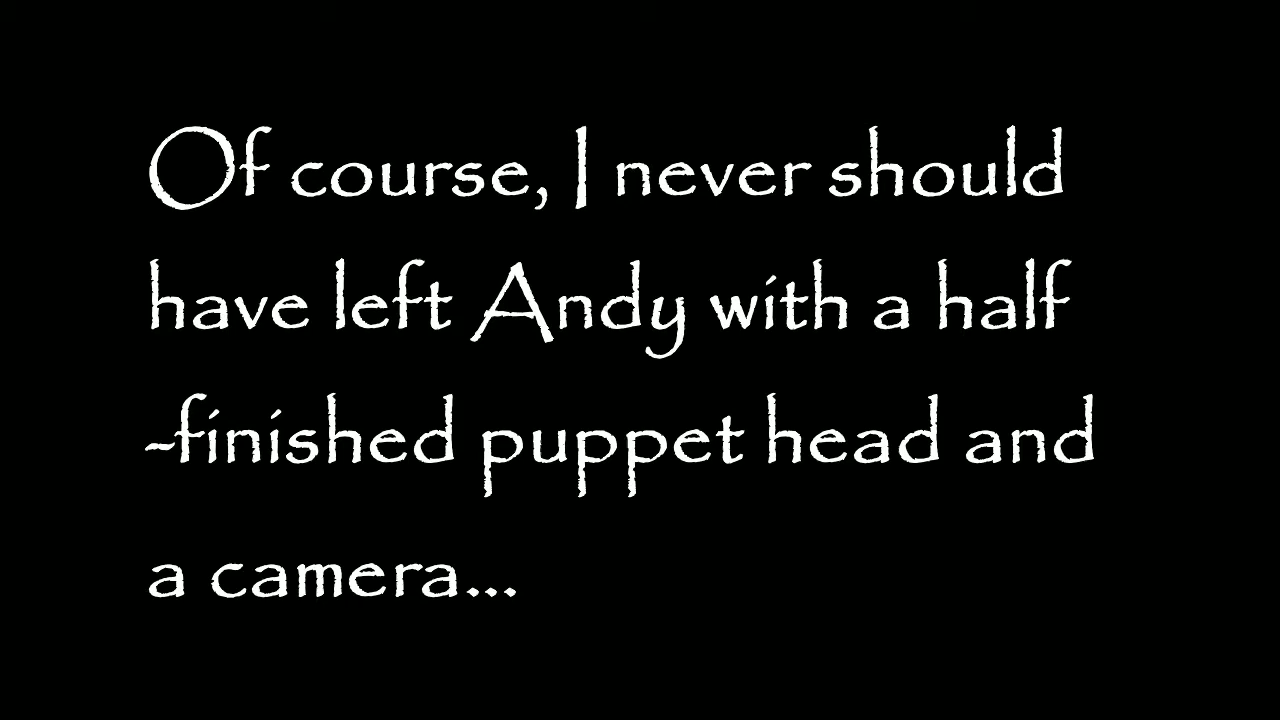 Of course, I never should
have left Andy with a half
-finished puppet head and
a camera...